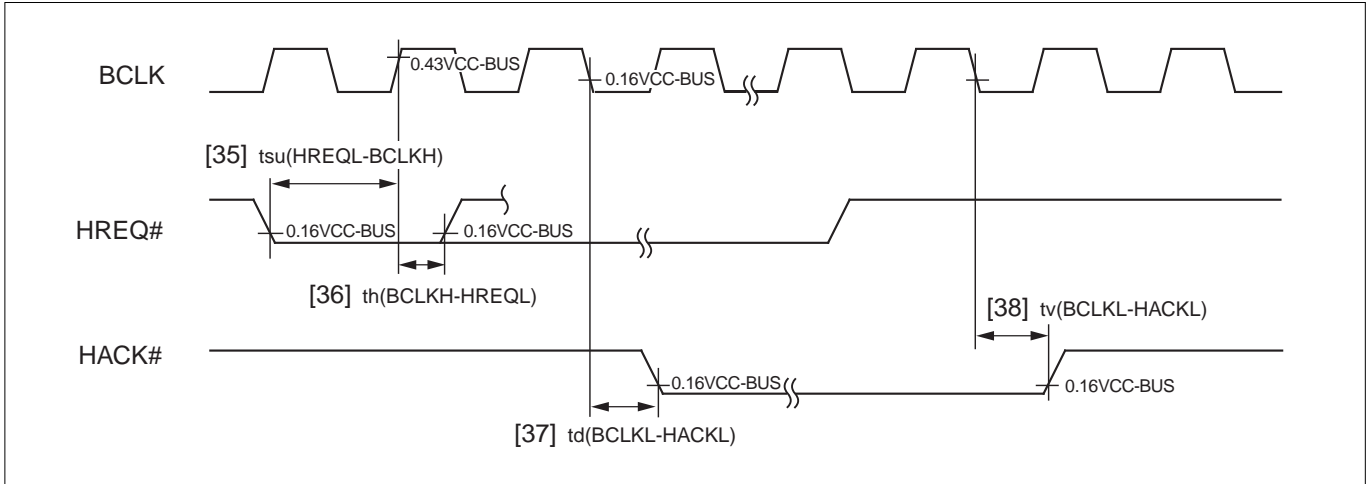 BCLK
0.43VCC-BUS
0.16VCC-BUS
[35] tsu(HREQL-BCLKH)
HREQ#
0.16VCC-BUS
0.16VCC-BUS
[36] th(BCLKH-HREQL)
[38] tv(BCLKL-HACKL)
HACK#
0.16VCC-BUS
0.16VCC-BUS
[37] td(BCLKL-HACKL)